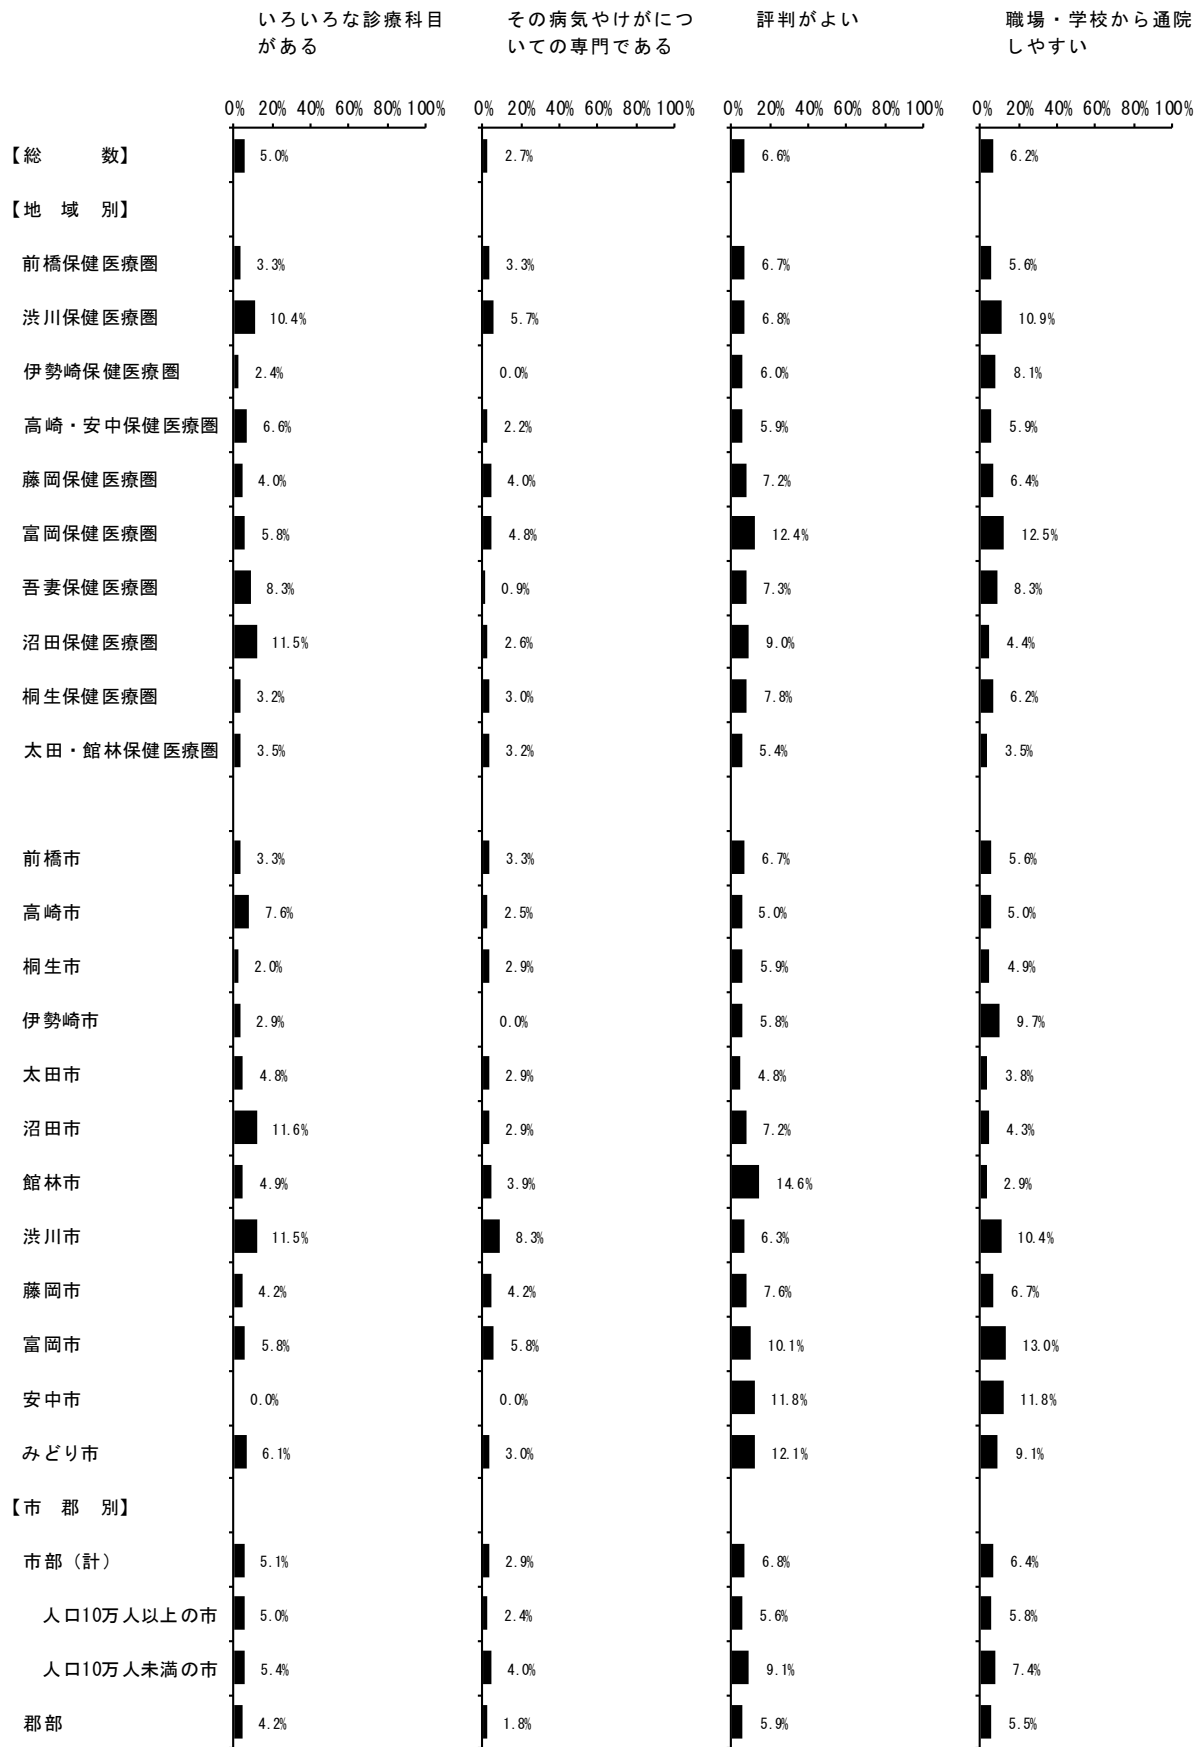 いろいろな診療科目
がある
その病気やけがにつ
いての専門である
評判がよい
職場・学校から通院
しやすい
0% 20% 40% 60% 80% 100% 0% 20% 40% 60% 80% 100% 0% 20% 40% 60% 80% 100% 0% 20% 40% 60% 80% 100%
【総　　　数】 5.0% 2.7% 6.6% 6.2%
【地　域　別】
前橋保健医療圏 3.3% 3.3% 6.7% 5.6%
渋川保健医療圏 10.4% 5.7% 6.8% 10.9%
伊勢崎保健医療圏 2.4% 0.0% 6.0% 8.1%
高崎・安中保健医療圏 6.6% 2.2% 5.9% 5.9%
藤岡保健医療圏 4.0% 4.0% 7.2% 6.4%
富岡保健医療圏 5.8% 4.8% 12.4% 12.5%
吾妻保健医療圏 8.3% 0.9% 7.3% 8.3%
沼田保健医療圏 11.5% 2.6% 9.0% 4.4%
桐生保健医療圏 3.2% 3.0% 7.8% 6.2%
太田・館林保健医療圏 3.5% 3.2% 5.4% 3.5%
前橋市 3.3% 3.3% 6.7% 5.6%
高崎市 7.6% 2.5% 5.0% 5.0%
桐生市 2.0% 2.9% 5.9% 4.9%
伊勢崎市 2.9% 0.0% 5.8% 9.7%
太田市 4.8% 2.9% 4.8% 3.8%
沼田市 11.6% 2.9% 7.2% 4.3%
館林市 4.9% 3.9% 14.6% 2.9%
渋川市 11.5% 8.3% 6.3% 10.4%
藤岡市 4.2% 4.2% 7.6% 6.7%
富岡市 5.8% 5.8% 10.1% 13.0%
安中市 0.0% 0.0% 11.8% 11.8%
みどり市 6.1% 3.0% 12.1% 9.1%
【市　郡　別】
市部（計） 5.1% 2.9% 6.8% 6.4%
人口10万人以上の市 5.0% 2.4% 5.6% 5.8%
人口10万人未満の市 5.4% 4.0% 9.1% 7.4%
郡部 4.2% 1.8% 5.9% 5.5%